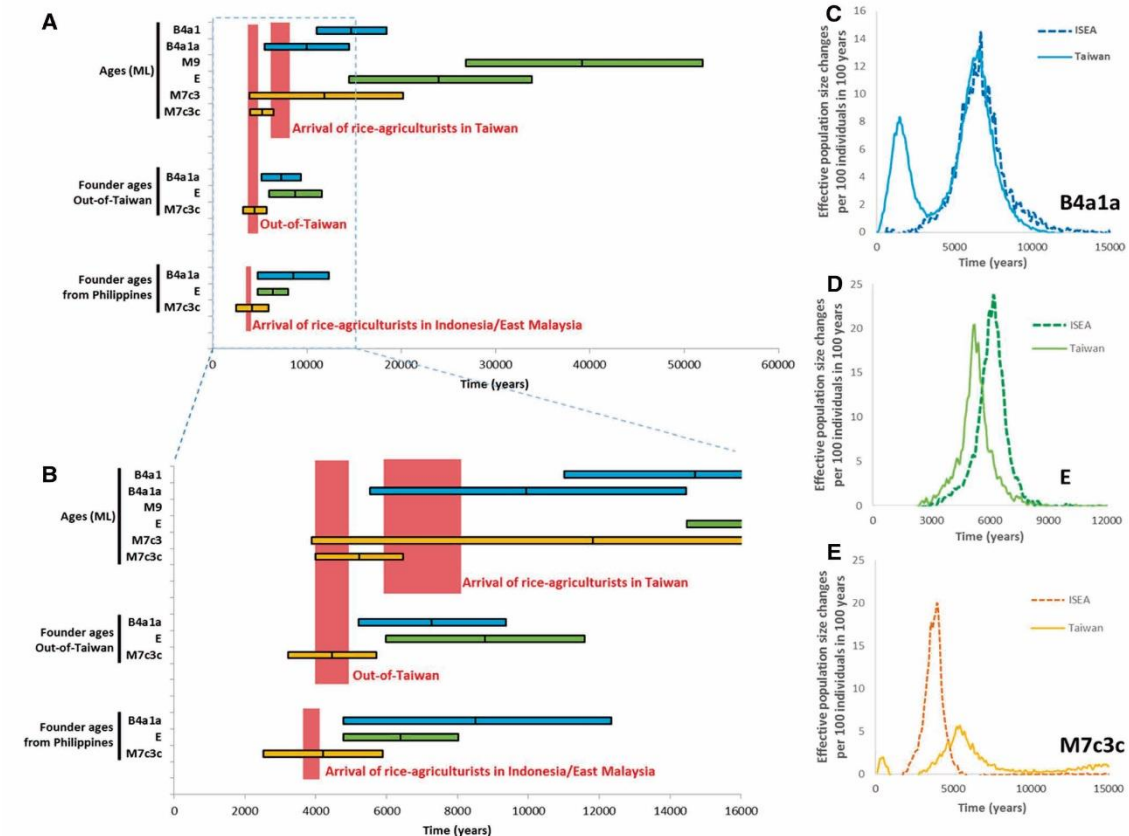 A
Ages (ML)
B4a1
B4a1a
M9
E
M7c3
M7c3c
Arrival of rice-agriculturists in Taiwan
Founder ages
Out-of-Taiwan
B4a1a
E
M7c3c
Out-of-Taiwan
Founder ages
from Philippines
B4a1a
E
M7c3c
Arrival of rice-agriculturists in Indonesia/East Malaysia
0 10000 20000 30000 40000 50000 60000
Time (years)
B
Ages (ML)
B4a1
B4a1a
M9
E
M7c3
M7c3c
Arrival of rice-agriculturists in Taiwan
Founder ages
Out-of-Taiwan
B4a1a
E
M7c3c
Out-of-Taiwan
Founder ages
from Philippines
B4a1a
E
M7c3c
Arrival of rice-agriculturists in Indonesia/East Malaysia
0 2000 4000 6000 8000 10000 12000 14000 16000
Time (years)
C
Effective population size changes
per 100 individuals in 100 years
16
14
12
10
8
6
4
2
0
ISEA
Taiwan
B4a1a
0 5000 10000 15000
Time (years)
D
Effective population size changes
per 100 individuals in 100 years
25
20
15
10
5
0
ISEA
Taiwan
E
0 3000 6000 9000 12000
Time (years)
E
Effective population size changes
per 100 individuals in 100 years
25
20
15
10
5
0
ISEA
Taiwan
M7c3c
0 5000 10000 15000
Time (years)